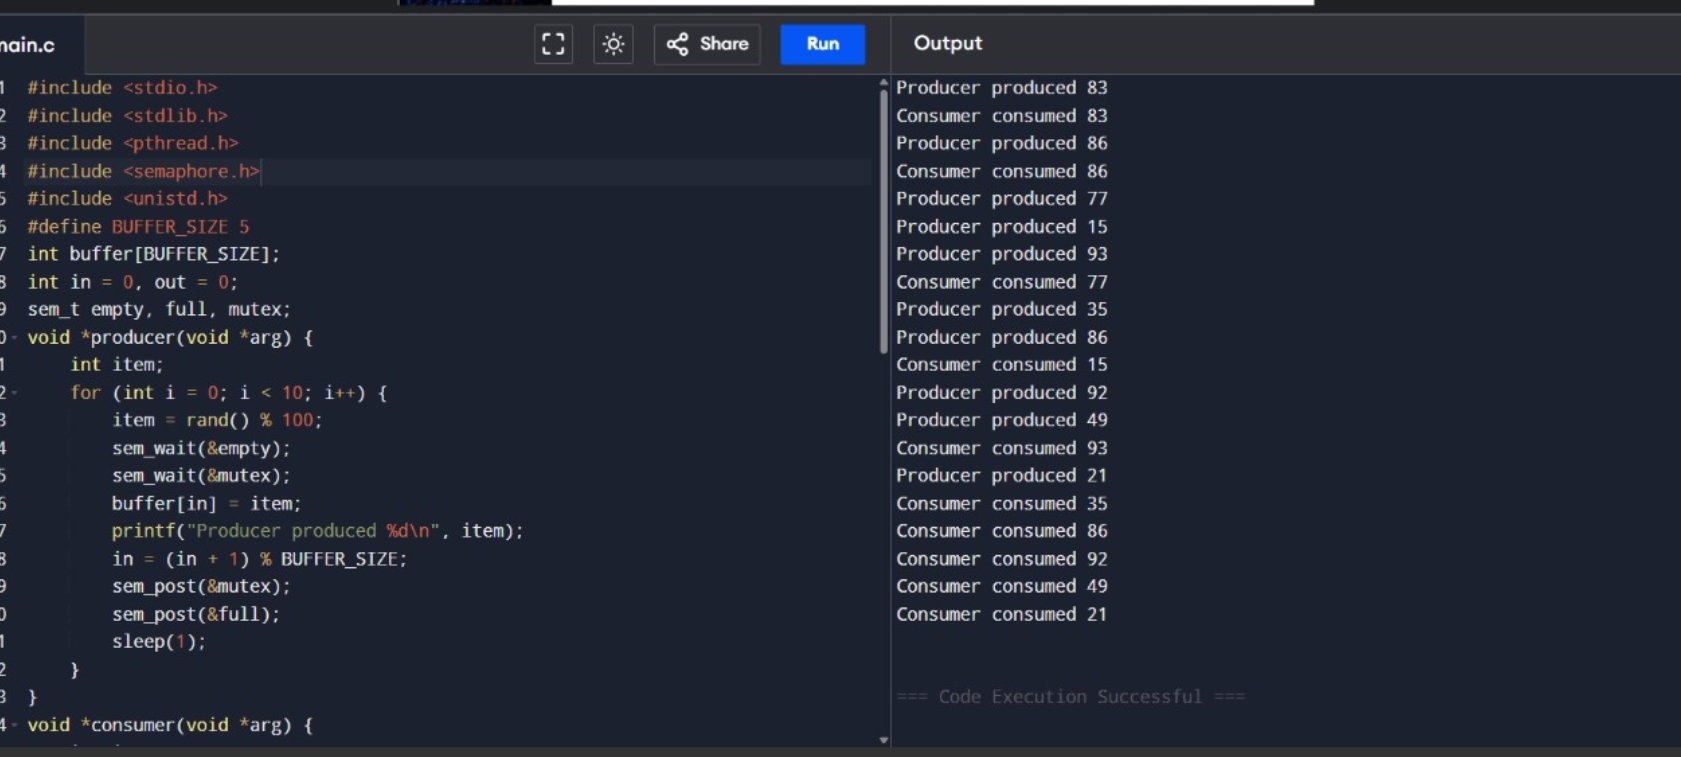 main.c
Share
Run
Output
1 #include <stdio.h>
2 #include <stdlib.h>
3 #include <pthread.h>
4 #include <semaphore.h>
5 #include <unistd.h>
6 #define BUFFER_SIZE 5
7 int buffer[BUFFER_SIZE];
8 int in = 0, out = 0;
9 sem_t empty, full, mutex;
0 void *producer(void *arg) {
1 int item;
2 for (int i = 0; i < 10; i++) {
3 item = rand() % 100;
4 sem_wait(&empty);
5 sem_wait(&mutex);
6 buffer[in] = item;
7 printf("Producer produced %d\n", item);
8 in = (in + 1) % BUFFER_SIZE;
9 sem_post(&mutex);
0 sem_post(&full);
1 sleep(1);
2 }
3 }
4 void *consumer(void *arg) {
Producer produced 83
Consumer consumed 83
Producer produced 86
Consumer consumed 86
Producer produced 77
Producer produced 15
Producer produced 93
Consumer consumed 77
Producer produced 35
Producer produced 86
Consumer consumed 15
Producer produced 92
Producer produced 49
Consumer consumed 93
Producer produced 21
Consumer consumed 35
Consumer consumed 86
Consumer consumed 92
Consumer consumed 49
Consumer consumed 21
=== Code Execution Successful ===